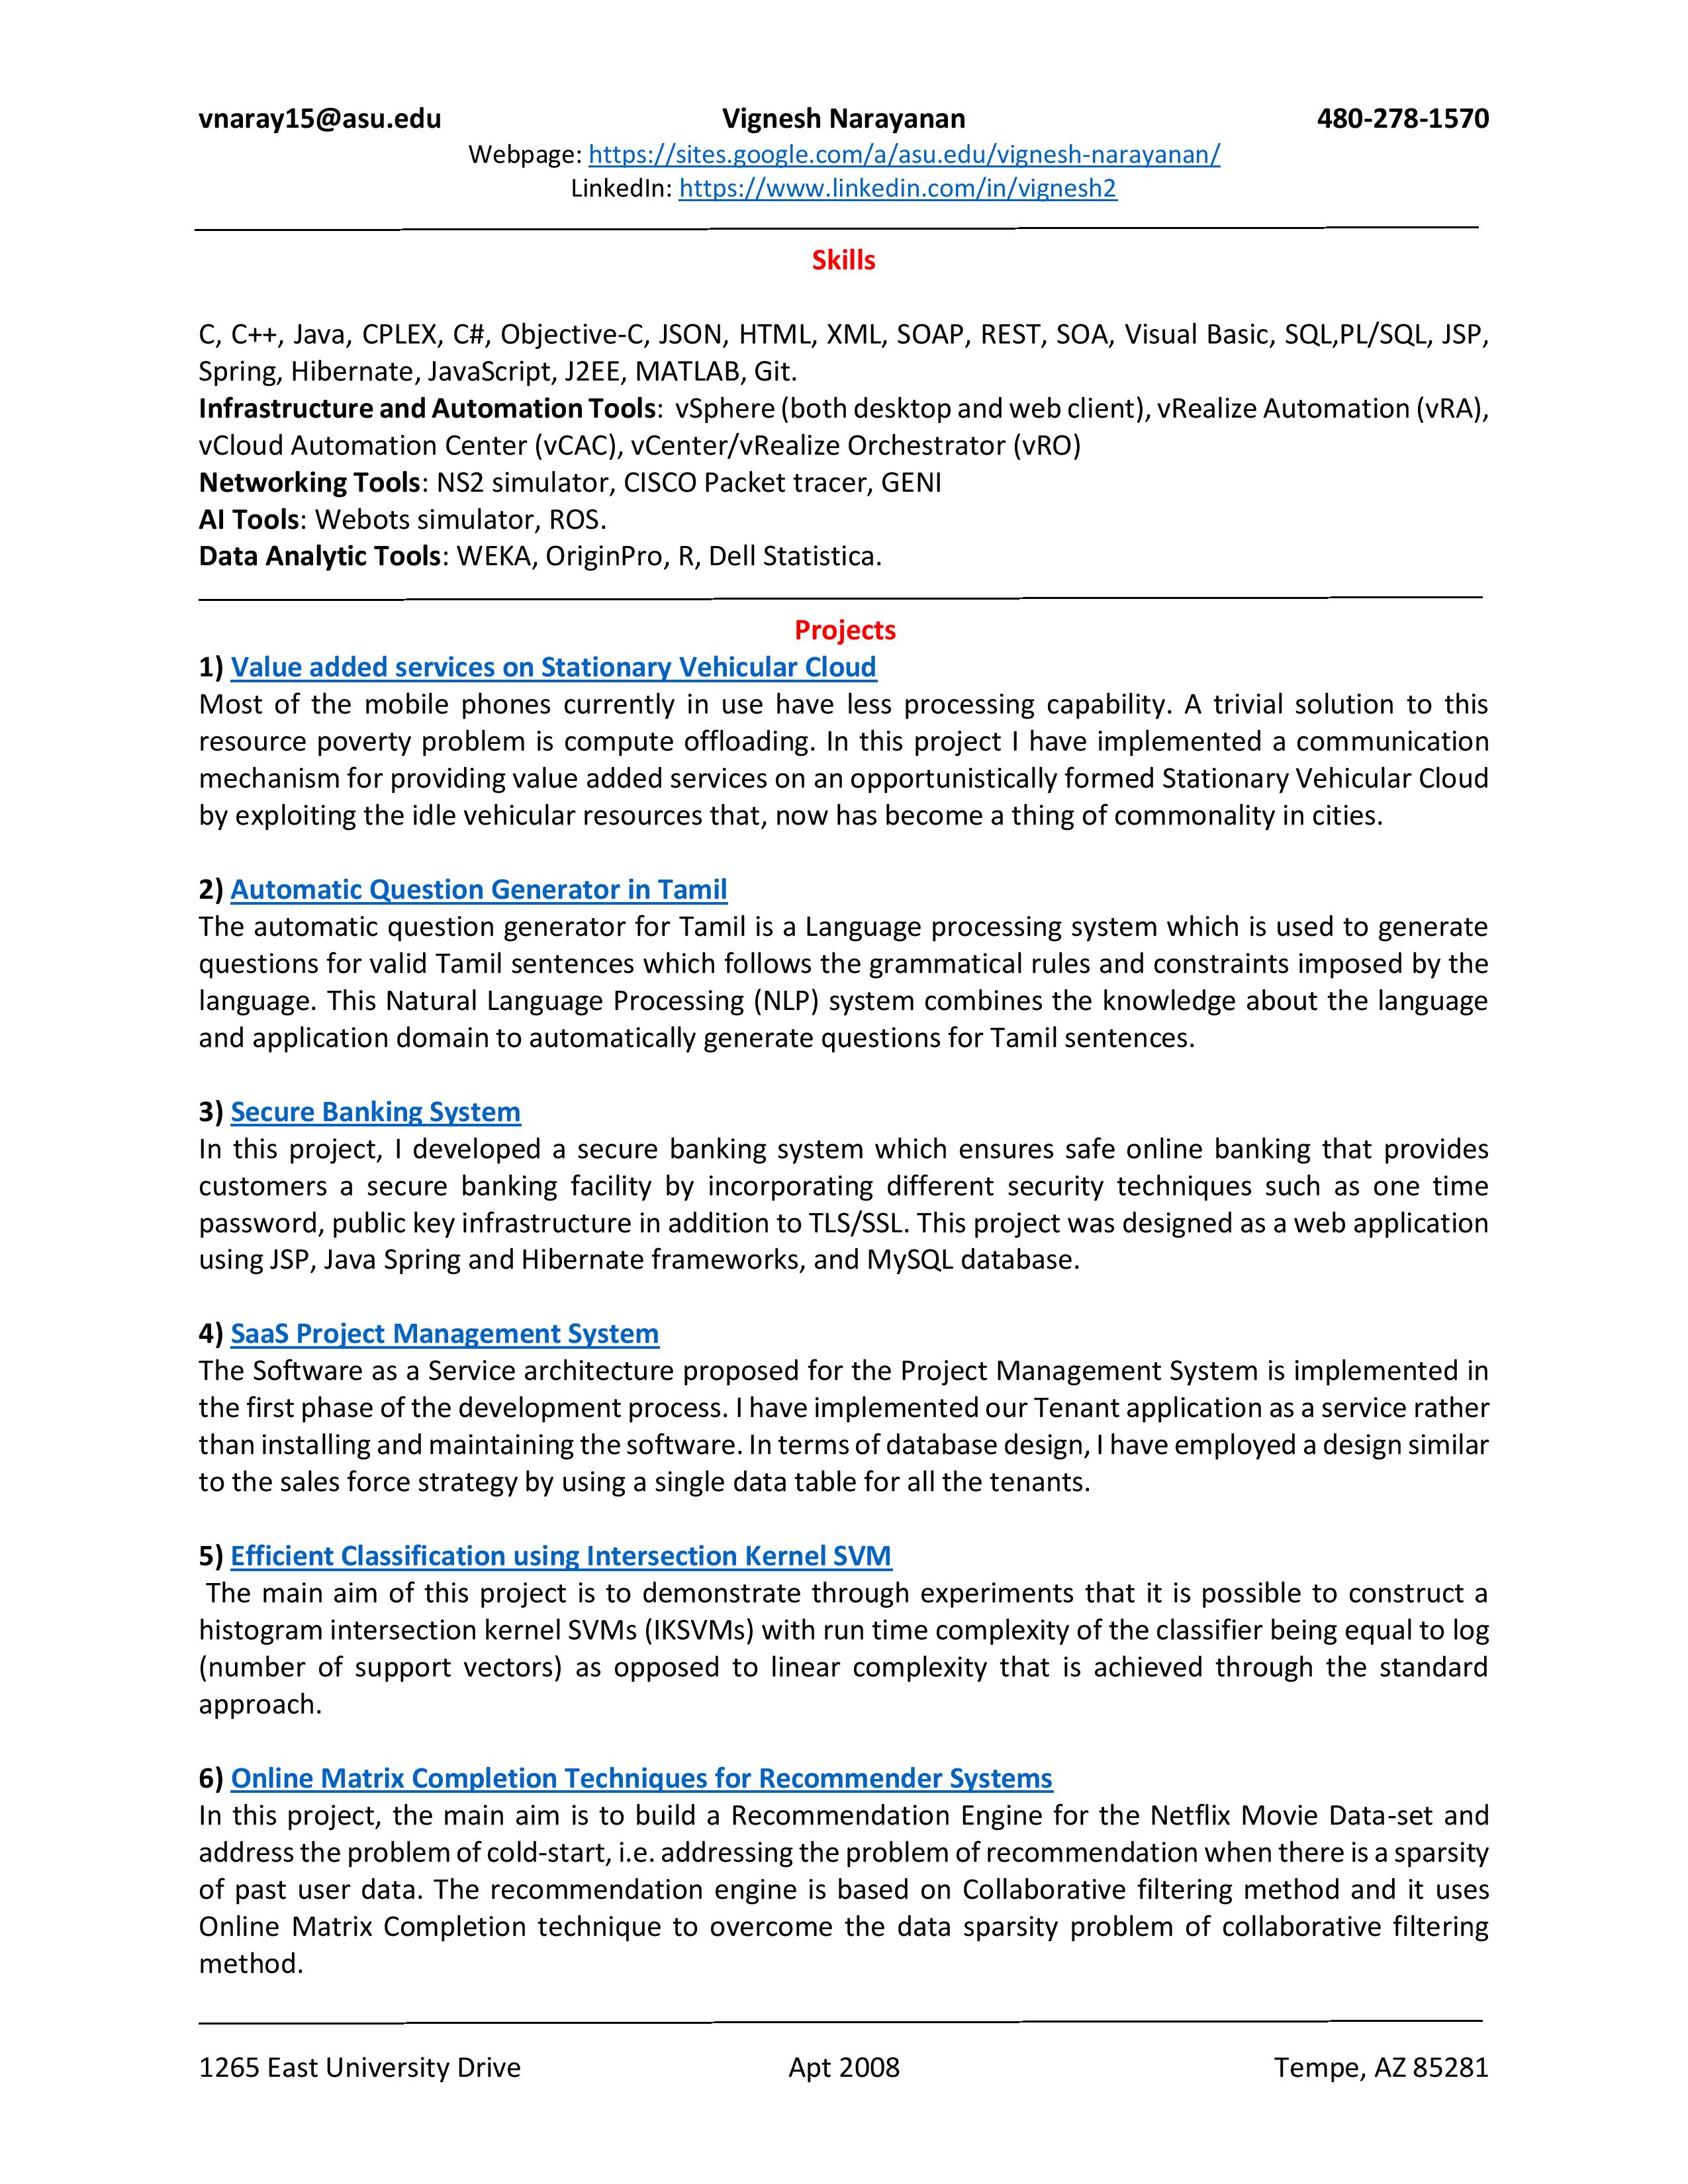 vnaray15@asu.edu Vignesh Narayanan 480-278-1570
Webpage: https://sites.google.com/a/asu.edu/vignesh-narayanan/
LinkedIn: https://www.linkedin.com/in/vignesh2
Skills
C, C++, Java, CPLEX, C#, Objective-C, JSON, HTML, XML, SOAP, REST, SOA, Visual Basic, SQL,PL/SQL, JSP,
Spring, Hibernate, JavaScript, J2EE, MATLAB, Git.
Infrastructure and Automation Tools: vSphere (both desktop and web client), vRealize Automation (vRA),
vCloud Automation Center (vCAC), vCenter/vRealize Orchestrator (vRO)
Networking Tools: NS2 simulator, CISCO Packet tracer, GENI
AI Tools: Webots simulator, ROS.
Data Analytic Tools: WEKA, OriginPro, R, Dell Statistica.
Projects
1) Value added services on Stationary Vehicular Cloud
Most of the mobile phones currently in use have less processing capability. A trivial solution to this
resource poverty problem is compute offloading. In this project I have implemented a communication
mechanism for providing value added services on an opportunistically formed Stationary Vehicular Cloud
by exploiting the idle vehicular resources that, now has become a thing of commonality in cities.
2) Automatic Question Generator in Tamil
The automatic question generator for Tamil is a Language processing system which is used to generate
questions for valid Tamil sentences which follows the grammatical rules and constraints imposed by the
language. This Natural Language Processing (NLP) system combines the knowledge about the language
and application domain to automatically generate questions for Tamil sentences.
3) Secure Banking System
In this project, I developed a secure banking system which ensures safe online banking that provides
customers a secure banking facility by incorporating different security techniques such as one time
password, public key infrastructure in addition to TLS/SSL. This project was designed as a web application
using JSP, Java Spring and Hibernate frameworks, and MySQL database.
4) SaaS Project Management System
The Software as a Service architecture proposed for the Project Management System is implemented in
the first phase of the development process. I have implemented our Tenant application as a service rather
than installing and maintaining the software. In terms of database design, I have employed a design similar
to the sales force strategy by using a single data table for all the tenants.
5) Efficient Classification using Intersection Kernel SVM
The main aim of this project is to demonstrate through experiments that it is possible to construct a
histogram intersection kernel SVMs (IKSVMs) with run time complexity of the classifier being equal to log
(number of support vectors) as opposed to linear complexity that is achieved through the standard
approach.
6) Online Matrix Completion Techniques for Recommender Systems
In this project, the main aim is to build a Recommendation Engine for the Netflix Movie Data-set and
address the problem of cold-start, i.e. addressing the problem of recommendation when there is a sparsity
of past user data. The recommendation engine is based on Collaborative filtering method and it uses
Online Matrix Completion technique to overcome the data sparsity problem of collaborative filtering
method.
1265 East University Drive Apt 2008 Tempe, AZ 85281